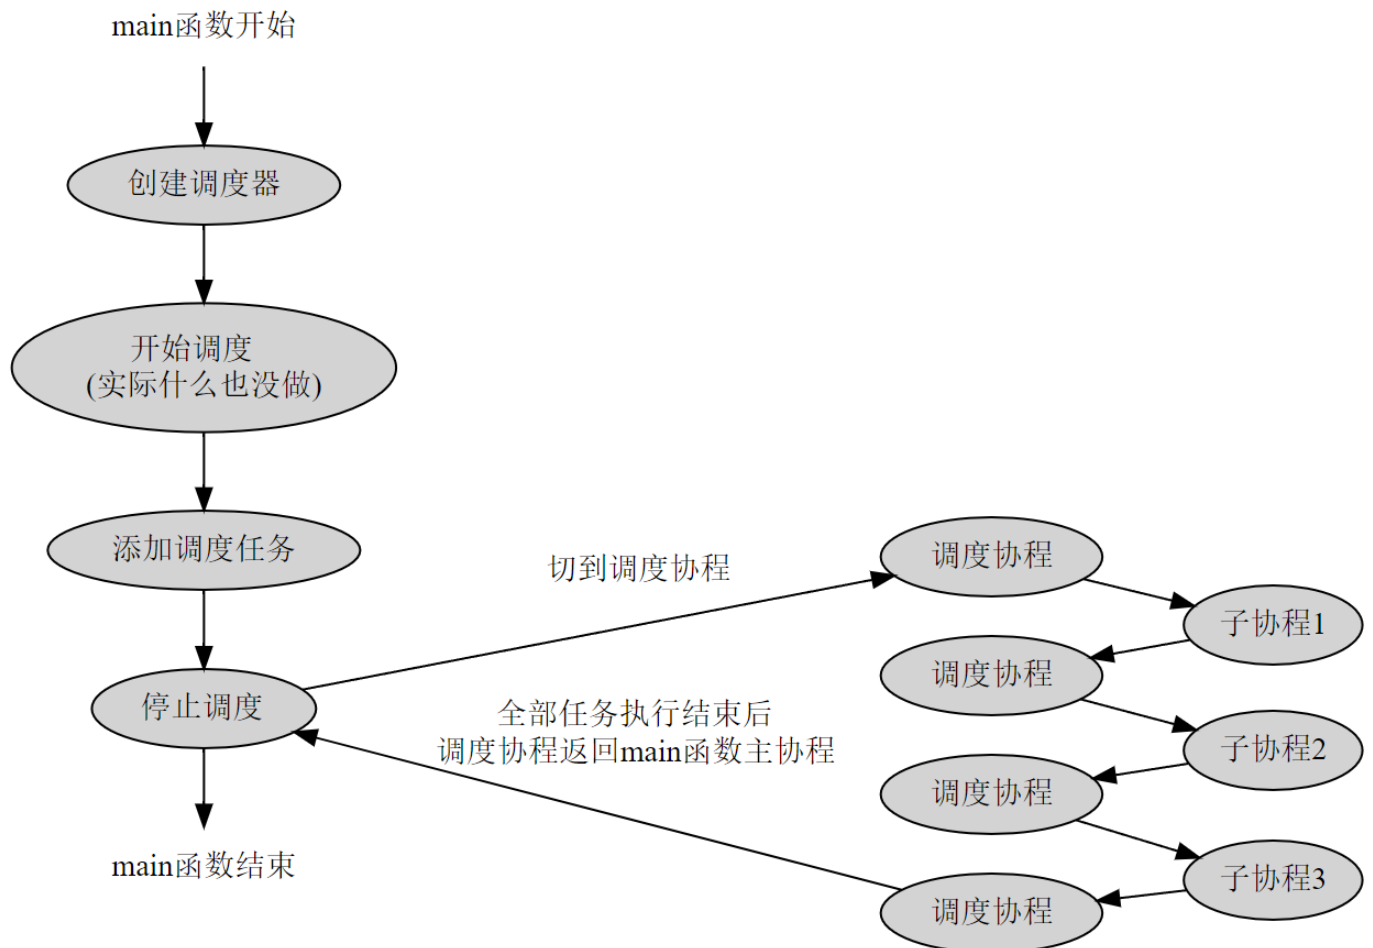 main函数开始
创建调度器
开始调度
(实际什么也没做)
添加调度任务
停止调度
main函数结束
切到调度协程
全部任务执行结束后
调度协程返回main函数主协程
调度协程
子协程1
调度协程
子协程2
调度协程
子协程3
调度协程